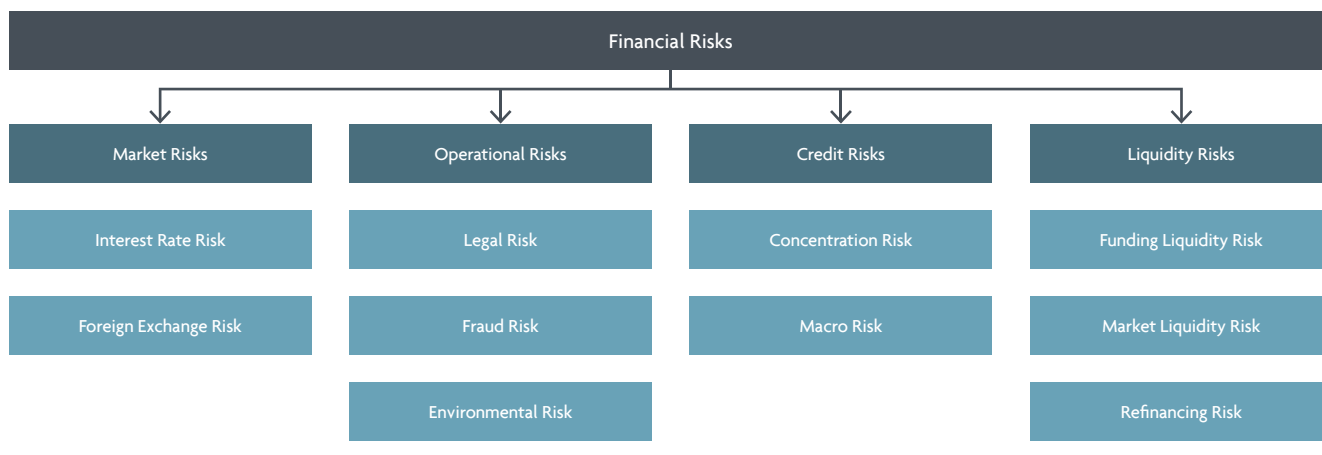 Financial Risks
Market Risks
Operational Risks
Credit Risks
Liquidity Risks
Interest Rate Risk
Legal Risk
Concentration Risk
Funding Liquidity Risk
Foreign Exchange Risk
Fraud Risk
Macro Risk
Market Liquidity Risk
Environmental Risk
Refinancing Risk